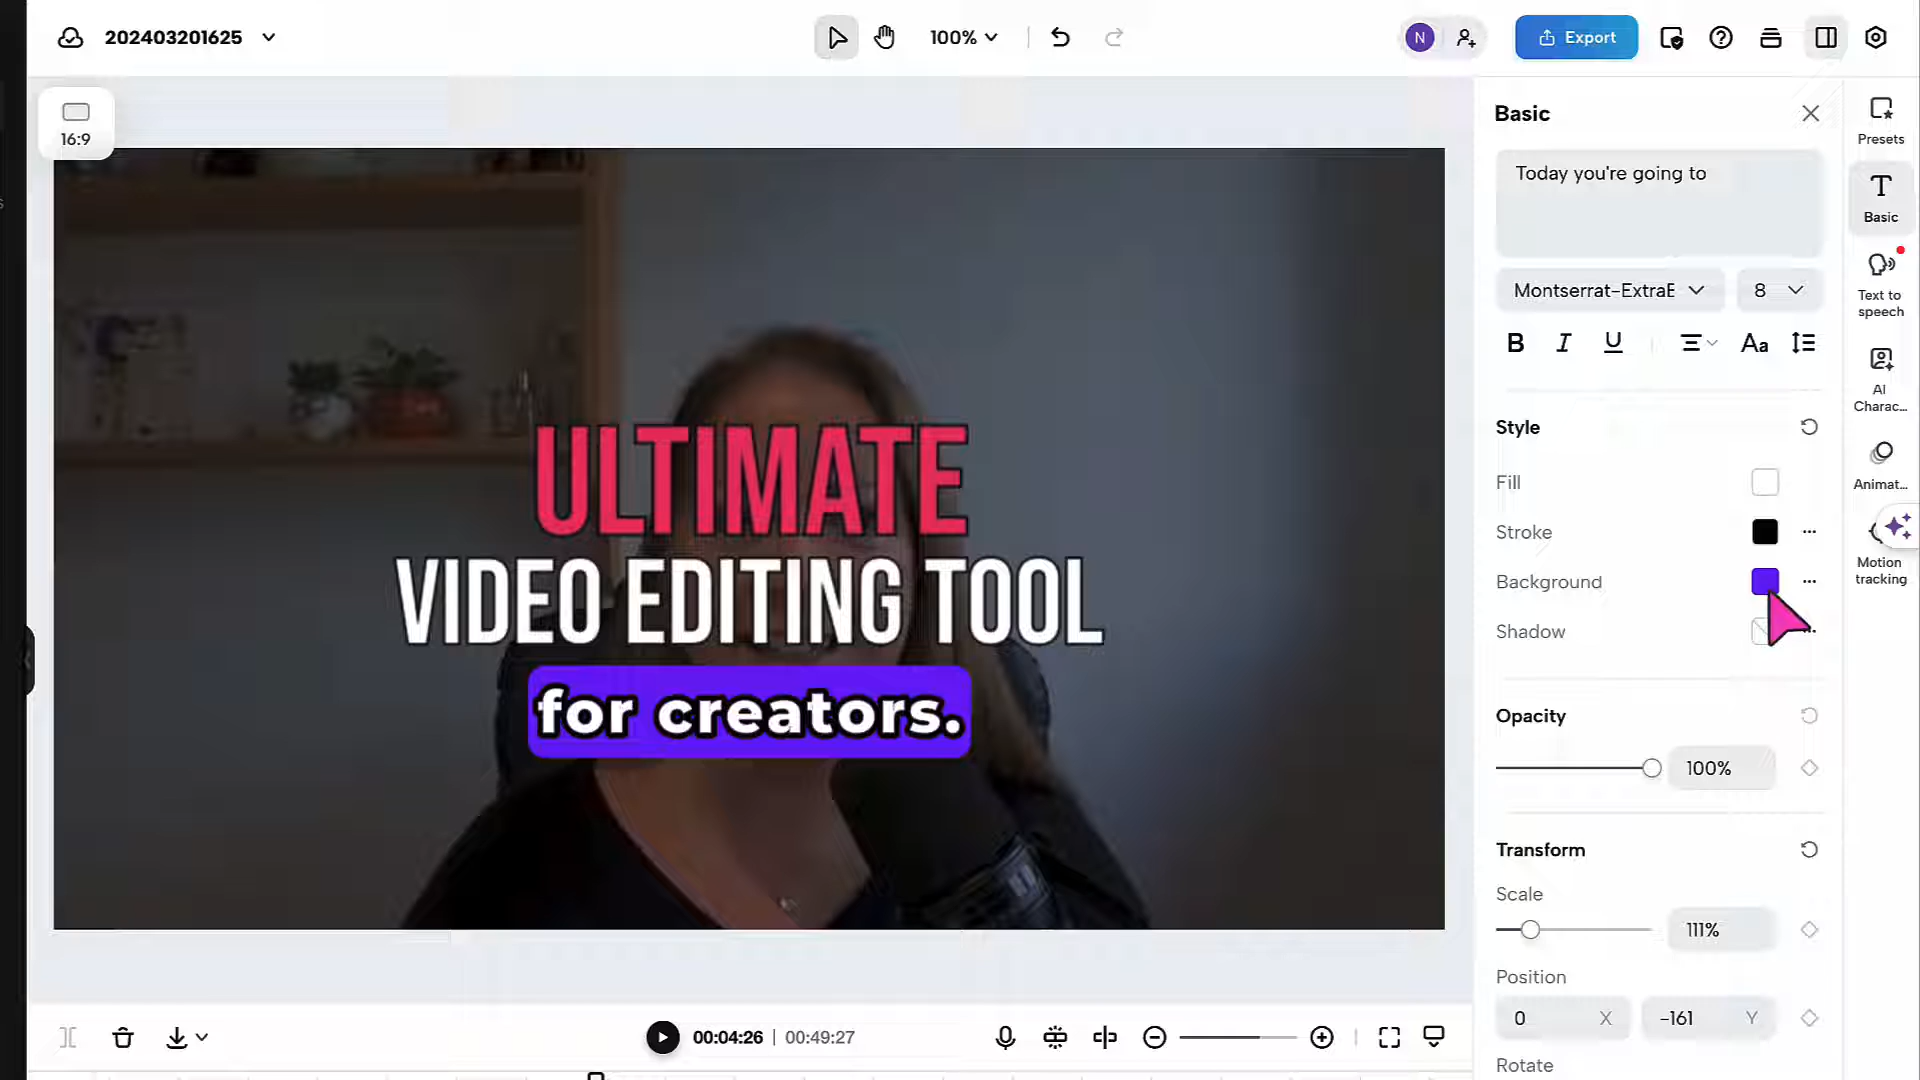 202403201625
100%
N
Export
16:9
Basic
Today you're going to
Montserrat-ExtraE
8
B I U Aa
Style
Fill
Stroke
Background
Shadow
Opacity
100%
Transform
Scale
111%
Position
0 X -161 Y
Rotate
Presets
Basic
Text to
speech
AI
Charac...
Animat...
Motion
tracking
ULTIMATE
VIDEO EDITING TOOL
for creators.
00:04:26 | 00:49:27